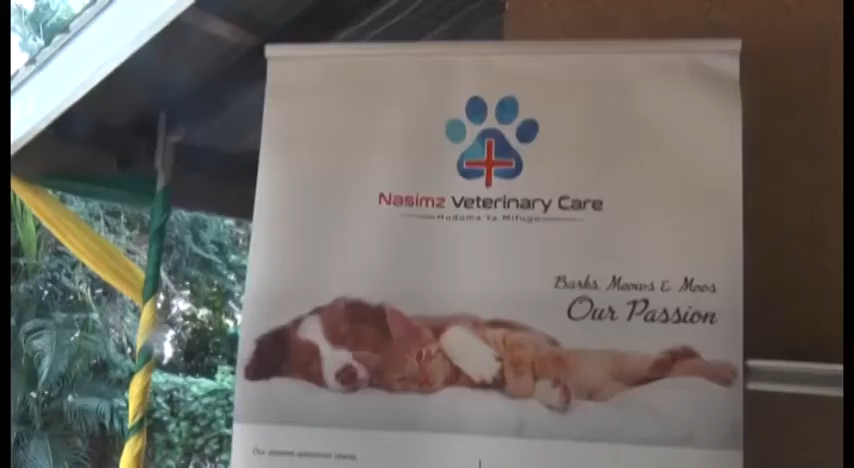 Nasimz Veterinary Care
Huduma Ya Mifugo
Barks, Meows & Moos
Our Passion